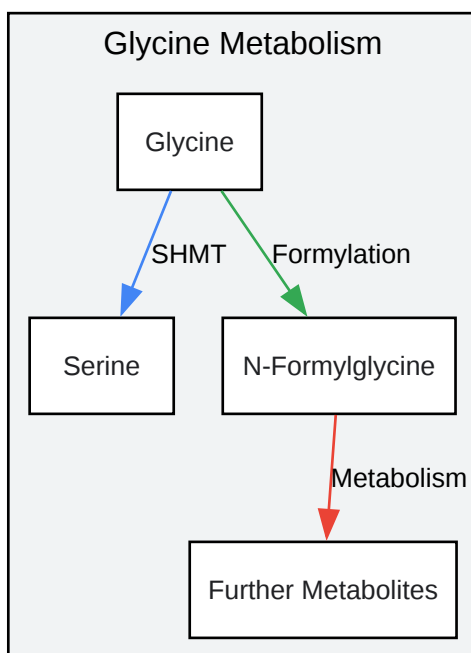 Glycine Metabolism
Glycine
SHMT
Formylation
Serine
N-Formylglycine
Metabolism
Further Metabolites